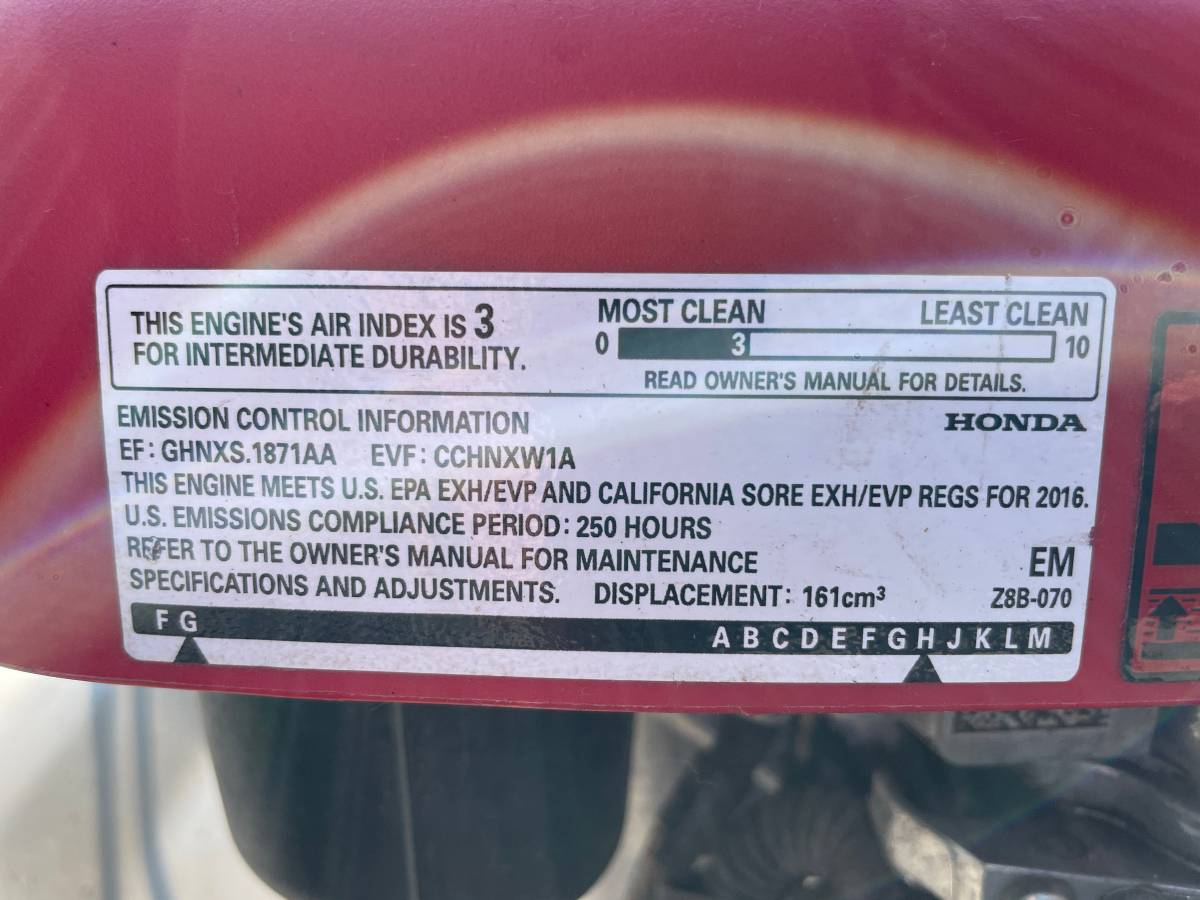 THIS ENGINE'S AIR INDEX IS 3
FOR INTERMEDIATE DURABILITY.
MOST CLEAN LEAST CLEAN
0 3 10
READ OWNER'S MANUAL FOR DETAILS.
EMISSION CONTROL INFORMATION
HONDA
EF: GHNXS.1871AA EVF: CCHNXW1A
THIS ENGINE MEETS U.S. EPA EXH/EVP AND CALIFORNIA SORE EXH/EVP REGS FOR 2016.
U.S. EMISSIONS COMPLIANCE PERIOD: 250 HOURS
REFER TO THE OWNER'S MANUAL FOR MAINTENANCE
SPECIFICATIONS AND ADJUSTMENTS. DISPLACEMENT: 161cm³
EM
Z8B-070
F G A B C D E F G H J K L M